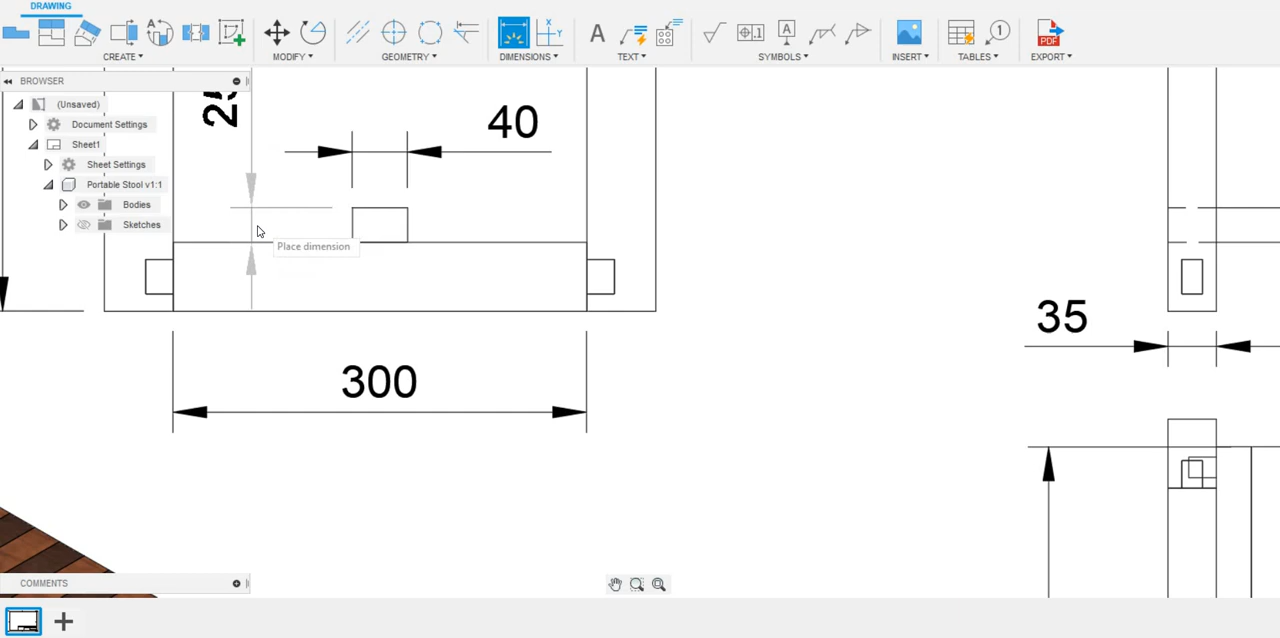 DRAWING
CREATE
MODIFY
GEOMETRY
DIMENSIONS
TEXT
SYMBOLS
INSERT
TABLES
EXPORT
BROWSER
(Unsaved)
Document Settings
Sheet1
Sheet Settings
Portable Stool v1:1
Bodies
Sketches
40
Place dimension
35
300
COMMENTS